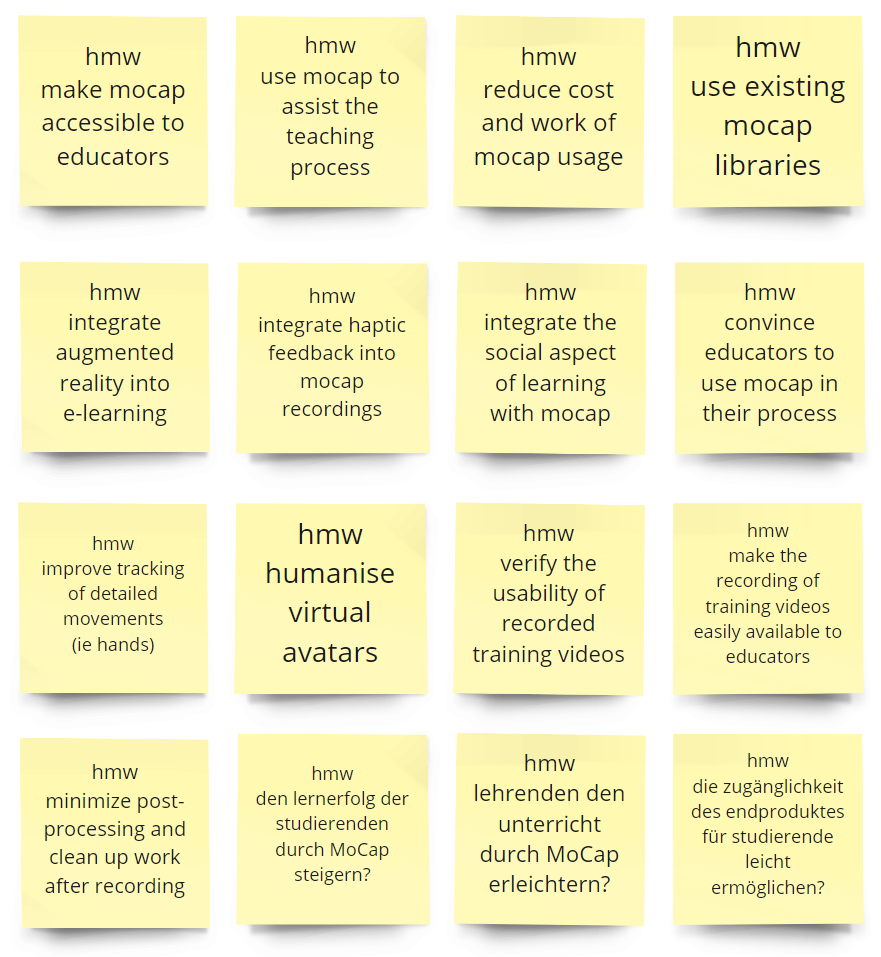 hmw
make mocap
accessible to
educators
hmw
use mocap to
assist the
teaching
process
hmw
reduce cost
and work of
mocap usage
hmw
use existing
mocap
libraries
hmw
integrate
augmented
reality into
e-learning
hmw
integrate haptic
feedback into
mocap
recordings
hmw
integrate the
social aspect
of learning
with mocap
hmw
convince
educators to
use mocap in
their process
hmw
improve tracking
of detailed
movements
(ie hands)
hmw
humanise
virtual
avatars
hmw
verify the
usability of
recorded
training videos
hmw
make the
recording of
training videos
easily available to
educators
hmw
minimize post-
processing and
clean up work
after recording
hmw
den lernerfolg der
studierenden
durch MoCap
steigern?
hmw
lehrenden den
unterricht
durch MoCap
erleichtern?
hmw
die zugänglichkeit
des endproduktes
für studierende
leicht
ermöglichen?